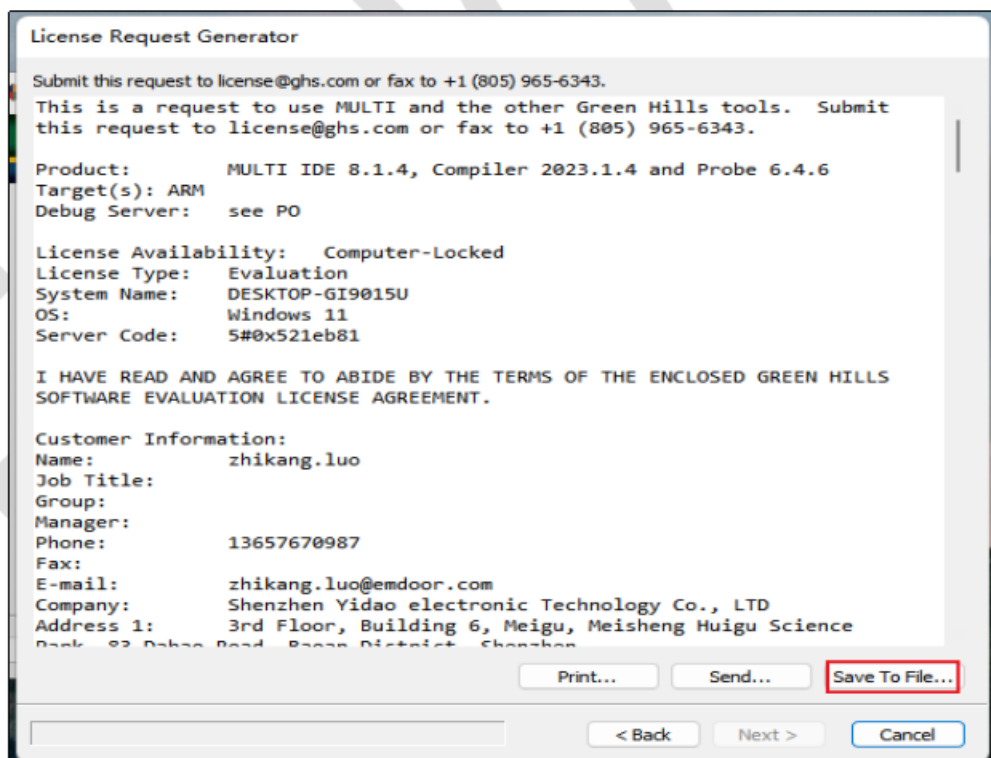 License Request Generator
Submit this request to license@ghs.com or fax to +1 (805) 965-6343.
This is a request to use MULTI and the other Green Hills tools.  Submit
this request to license@ghs.com or fax to +1 (805) 965-6343.
Product:        MULTI IDE 8.1.4, Compiler 2023.1.4 and Probe 6.4.6
Target(s): ARM
Debug Server:   see PO
License Availability:   Computer-Locked
License Type:   Evaluation
System Name:    DESKTOP-GI9015U
OS:             Windows 11
Server Code:    5#0x521eb81
I HAVE READ AND AGREE TO ABIDE BY THE TERMS OF THE ENCLOSED GREEN HILLS
SOFTWARE EVALUATION LICENSE AGREEMENT.
Customer Information:
Name:           zhikang.luo
Job Title:
Group:
Manager:
Phone:          13657670987
Fax:
E-mail:         zhikang.luo@emdoor.com
Company:        Shenzhen Yidao electronic Technology Co., LTD
Address 1:      3rd Floor, Building 6, Meigu, Meisheng Huigu Science
Park, 83 Dabao Road, Baoan District, Shenzhen
Print... Send... Save To File...
< Back Next > Cancel